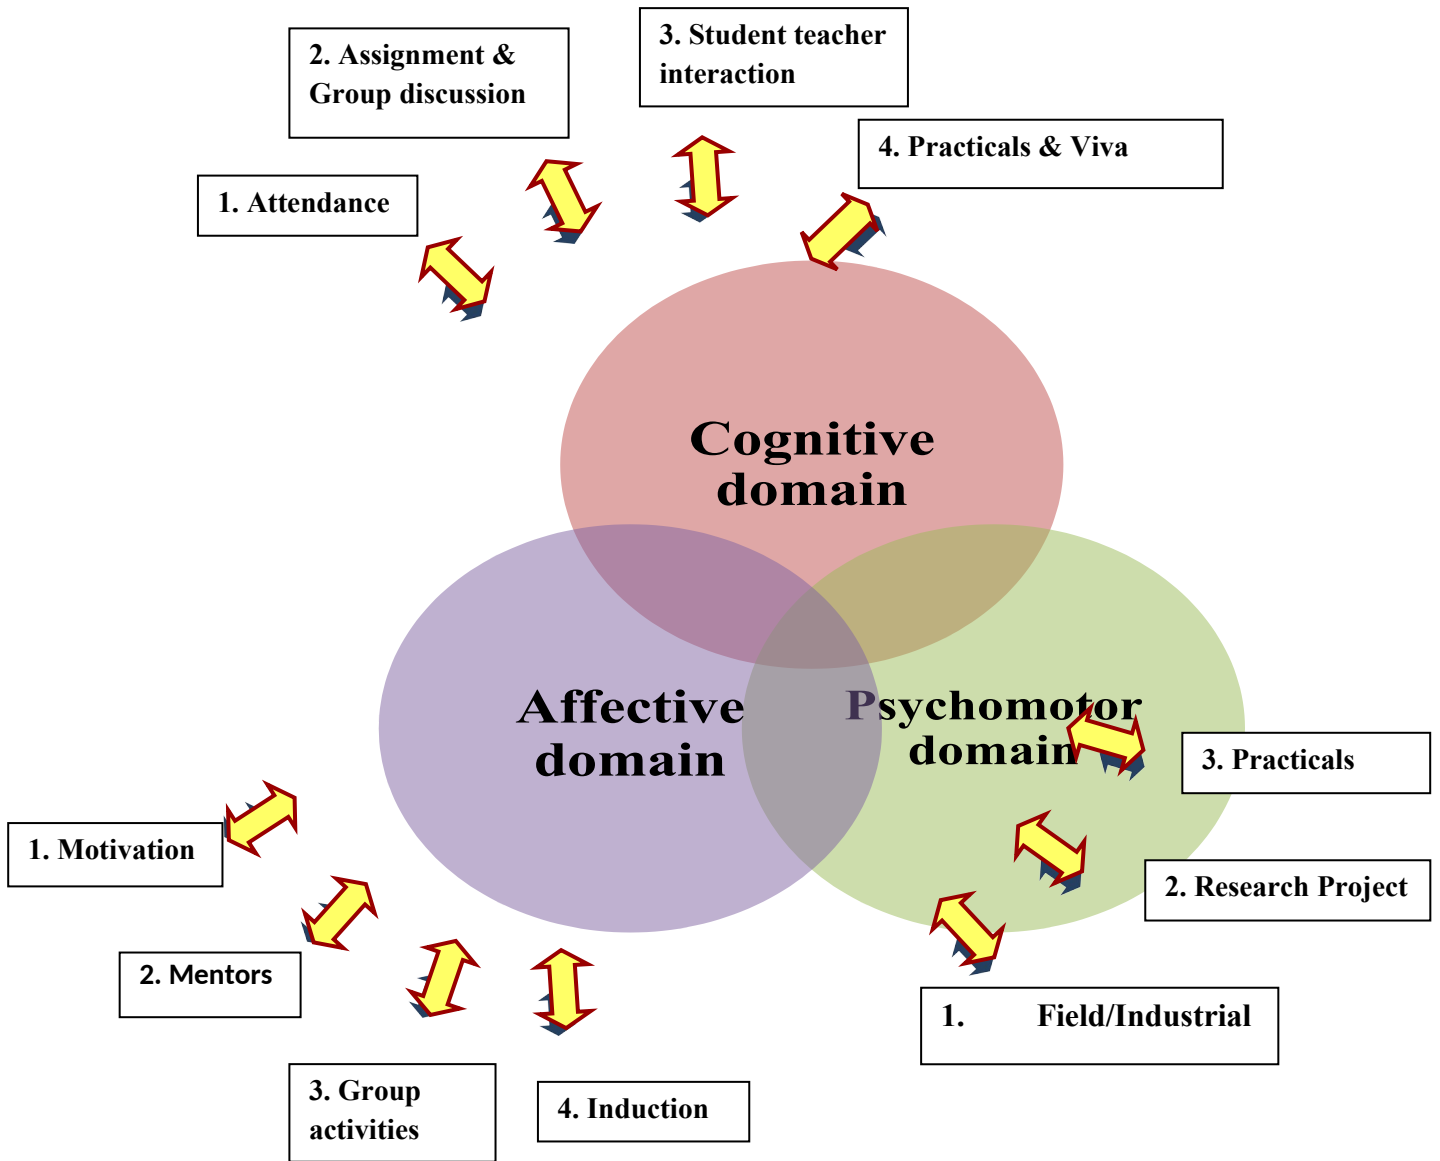 2. Assignment &
Group discussion
3. Student teacher
interaction
4. Practicals & Viva
1. Attendance
Cognitive
domain
Affective
domain
Psychomotor
domain
3. Practicals
1. Motivation
2. Research Project
2. Mentors
1. Field/Industrial
3. Group
activities
4. Induction